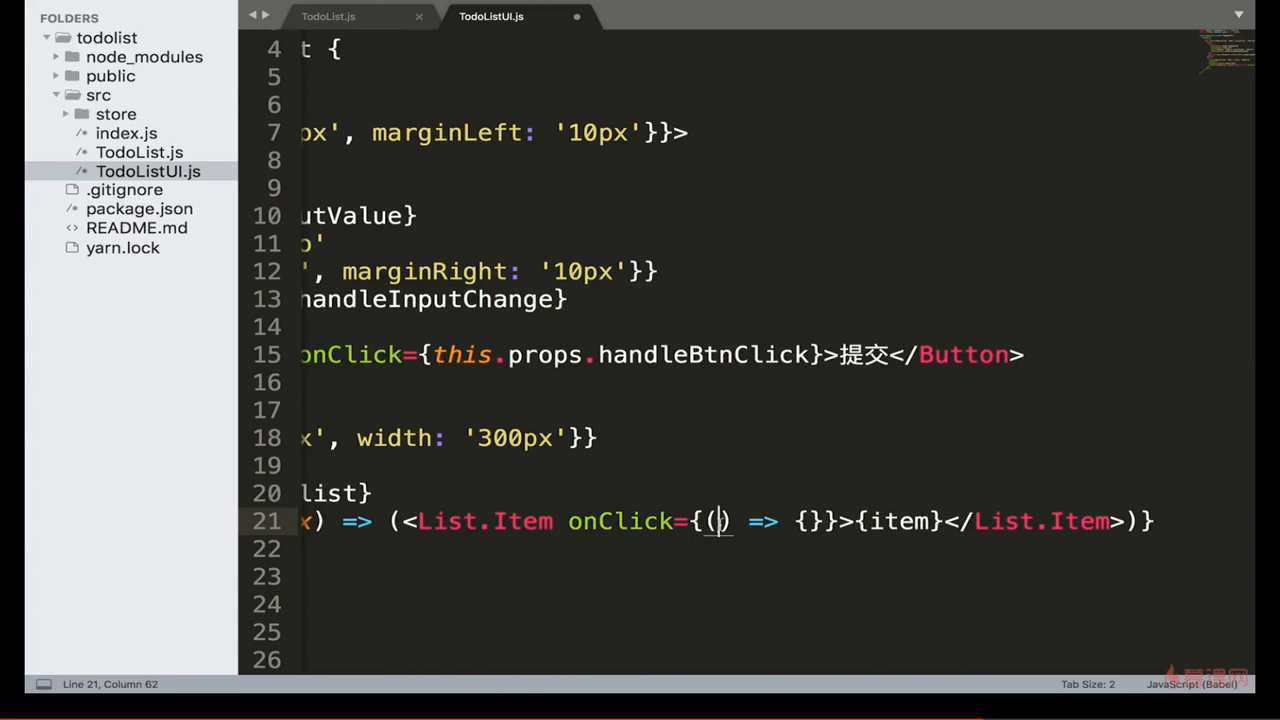 FOLDERS
todolist
node_modules
public
src
store
index.js
TodoList.js
TodoListUI.js
.gitignore
package.json
README.md
yarn.lock
TodoList.js
TodoListUI.js
4 t {
5
6
7 px', marginLeft: '10px'}}>
8
9
10 utValue}
11 o'
12 ', marginRight: '10px'}}
13 handleInputChange}
14
15 onClick={this.props.handleBtnClick}>提交</Button>
16
17
18 x', width: '300px'}}
19
20 list}
21 x) => (<List.Item onClick={() => {}}>{item}</List.Item>)}
22
23
24
25
26
Line 21, Column 62
Tab Size: 2
JavaScript (Babel)
慕课网